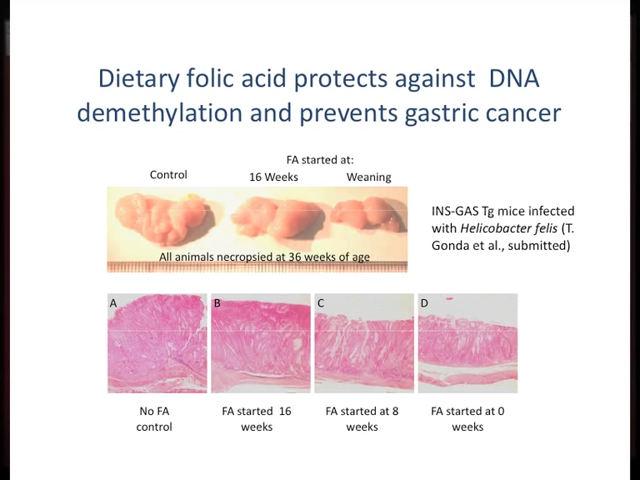 Dietary folic acid protects against DNA
demethylation and prevents gastric cancer
FA started at:
Control
16 Weeks
Weaning
All animals necropsied at 36 weeks of age
INS-GAS Tg mice infected
with Helicobacter felis (T.
Gonda et al., submitted)
A
B
C
D
No FA
control
FA started 16
weeks
FA started at 8
weeks
FA started at 0
weeks